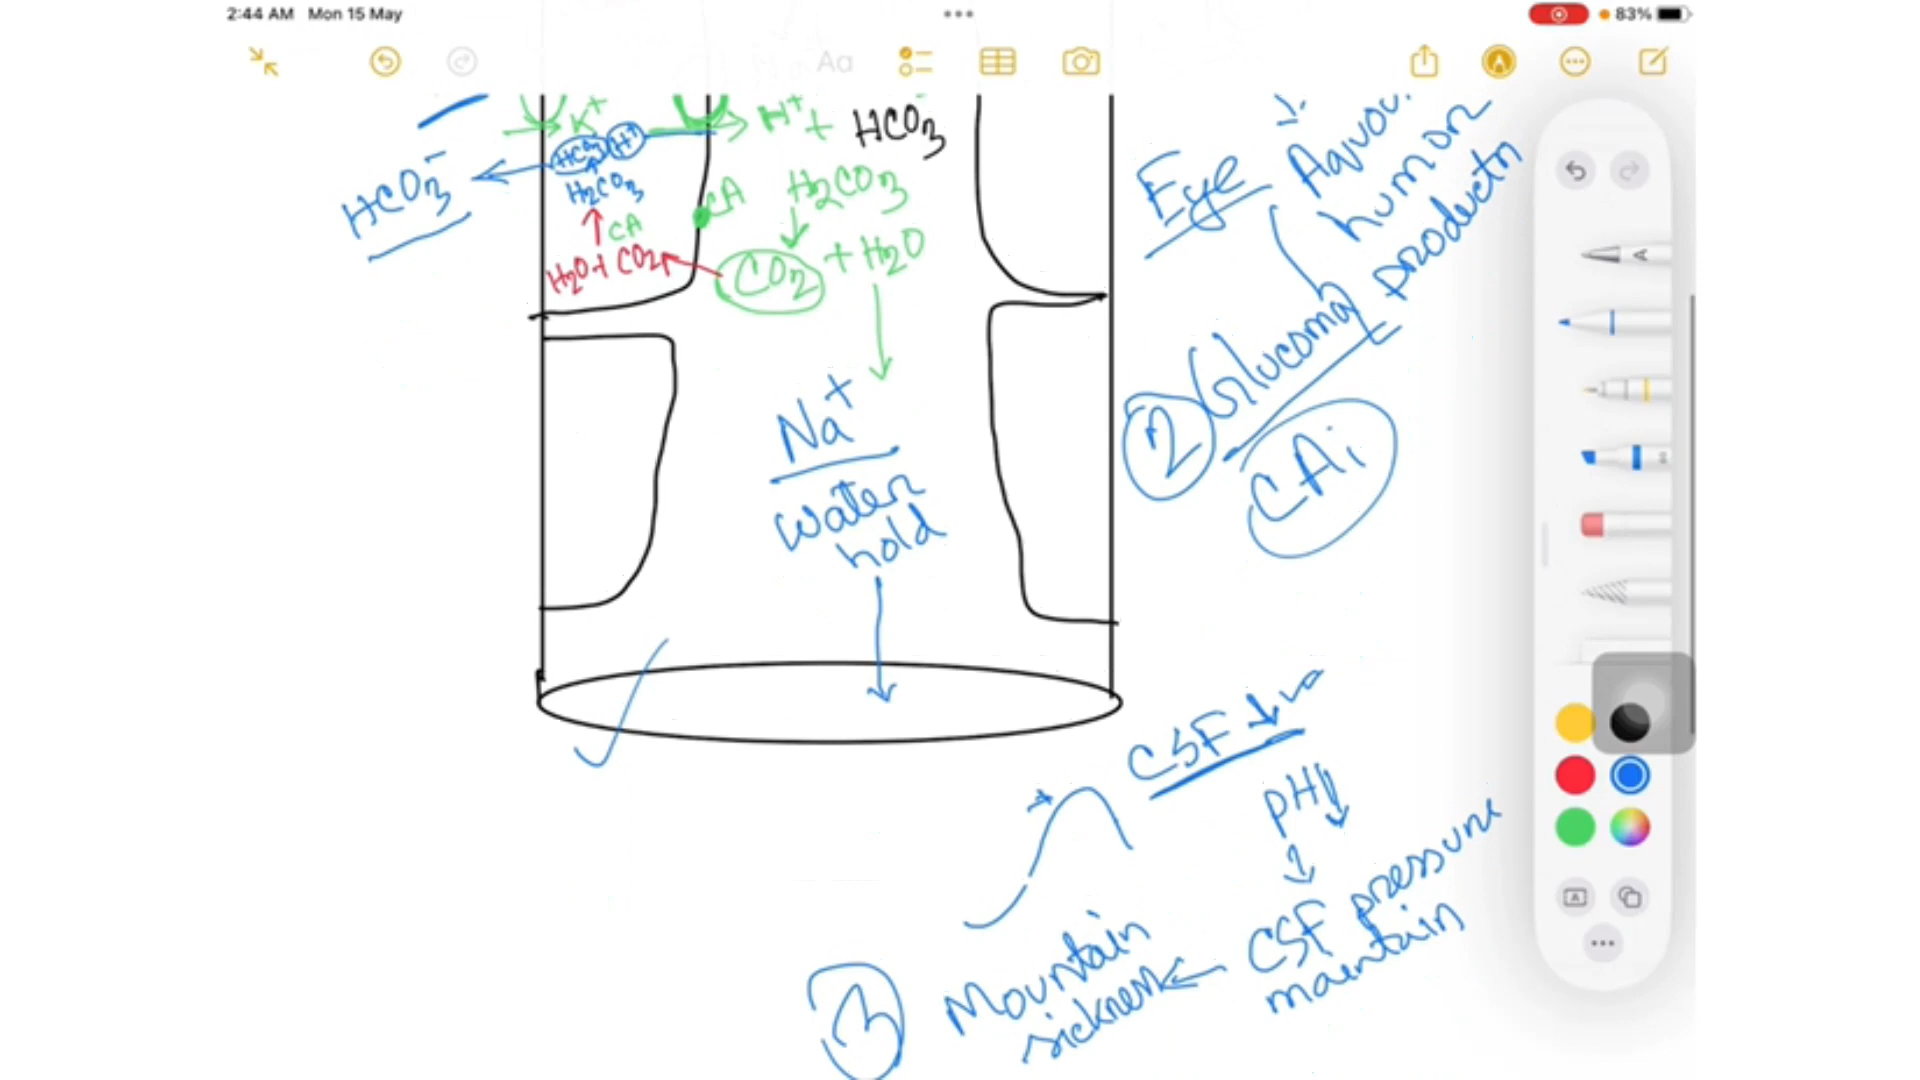 2:44 AM Mon 15 May
83%
Aa
K+
H+ + HCO3-
HCO3- H+
HCO3-
H2CO3
CA
H2O + CO2
CA
H2CO3
CO2 + H2O
Na+
water
hold
Eye
Aquou
humor
productn
2 Glucoma
CAi
CSF ↓
pH↓
CSF pressure
maintain
3 Mountain
sickness
A